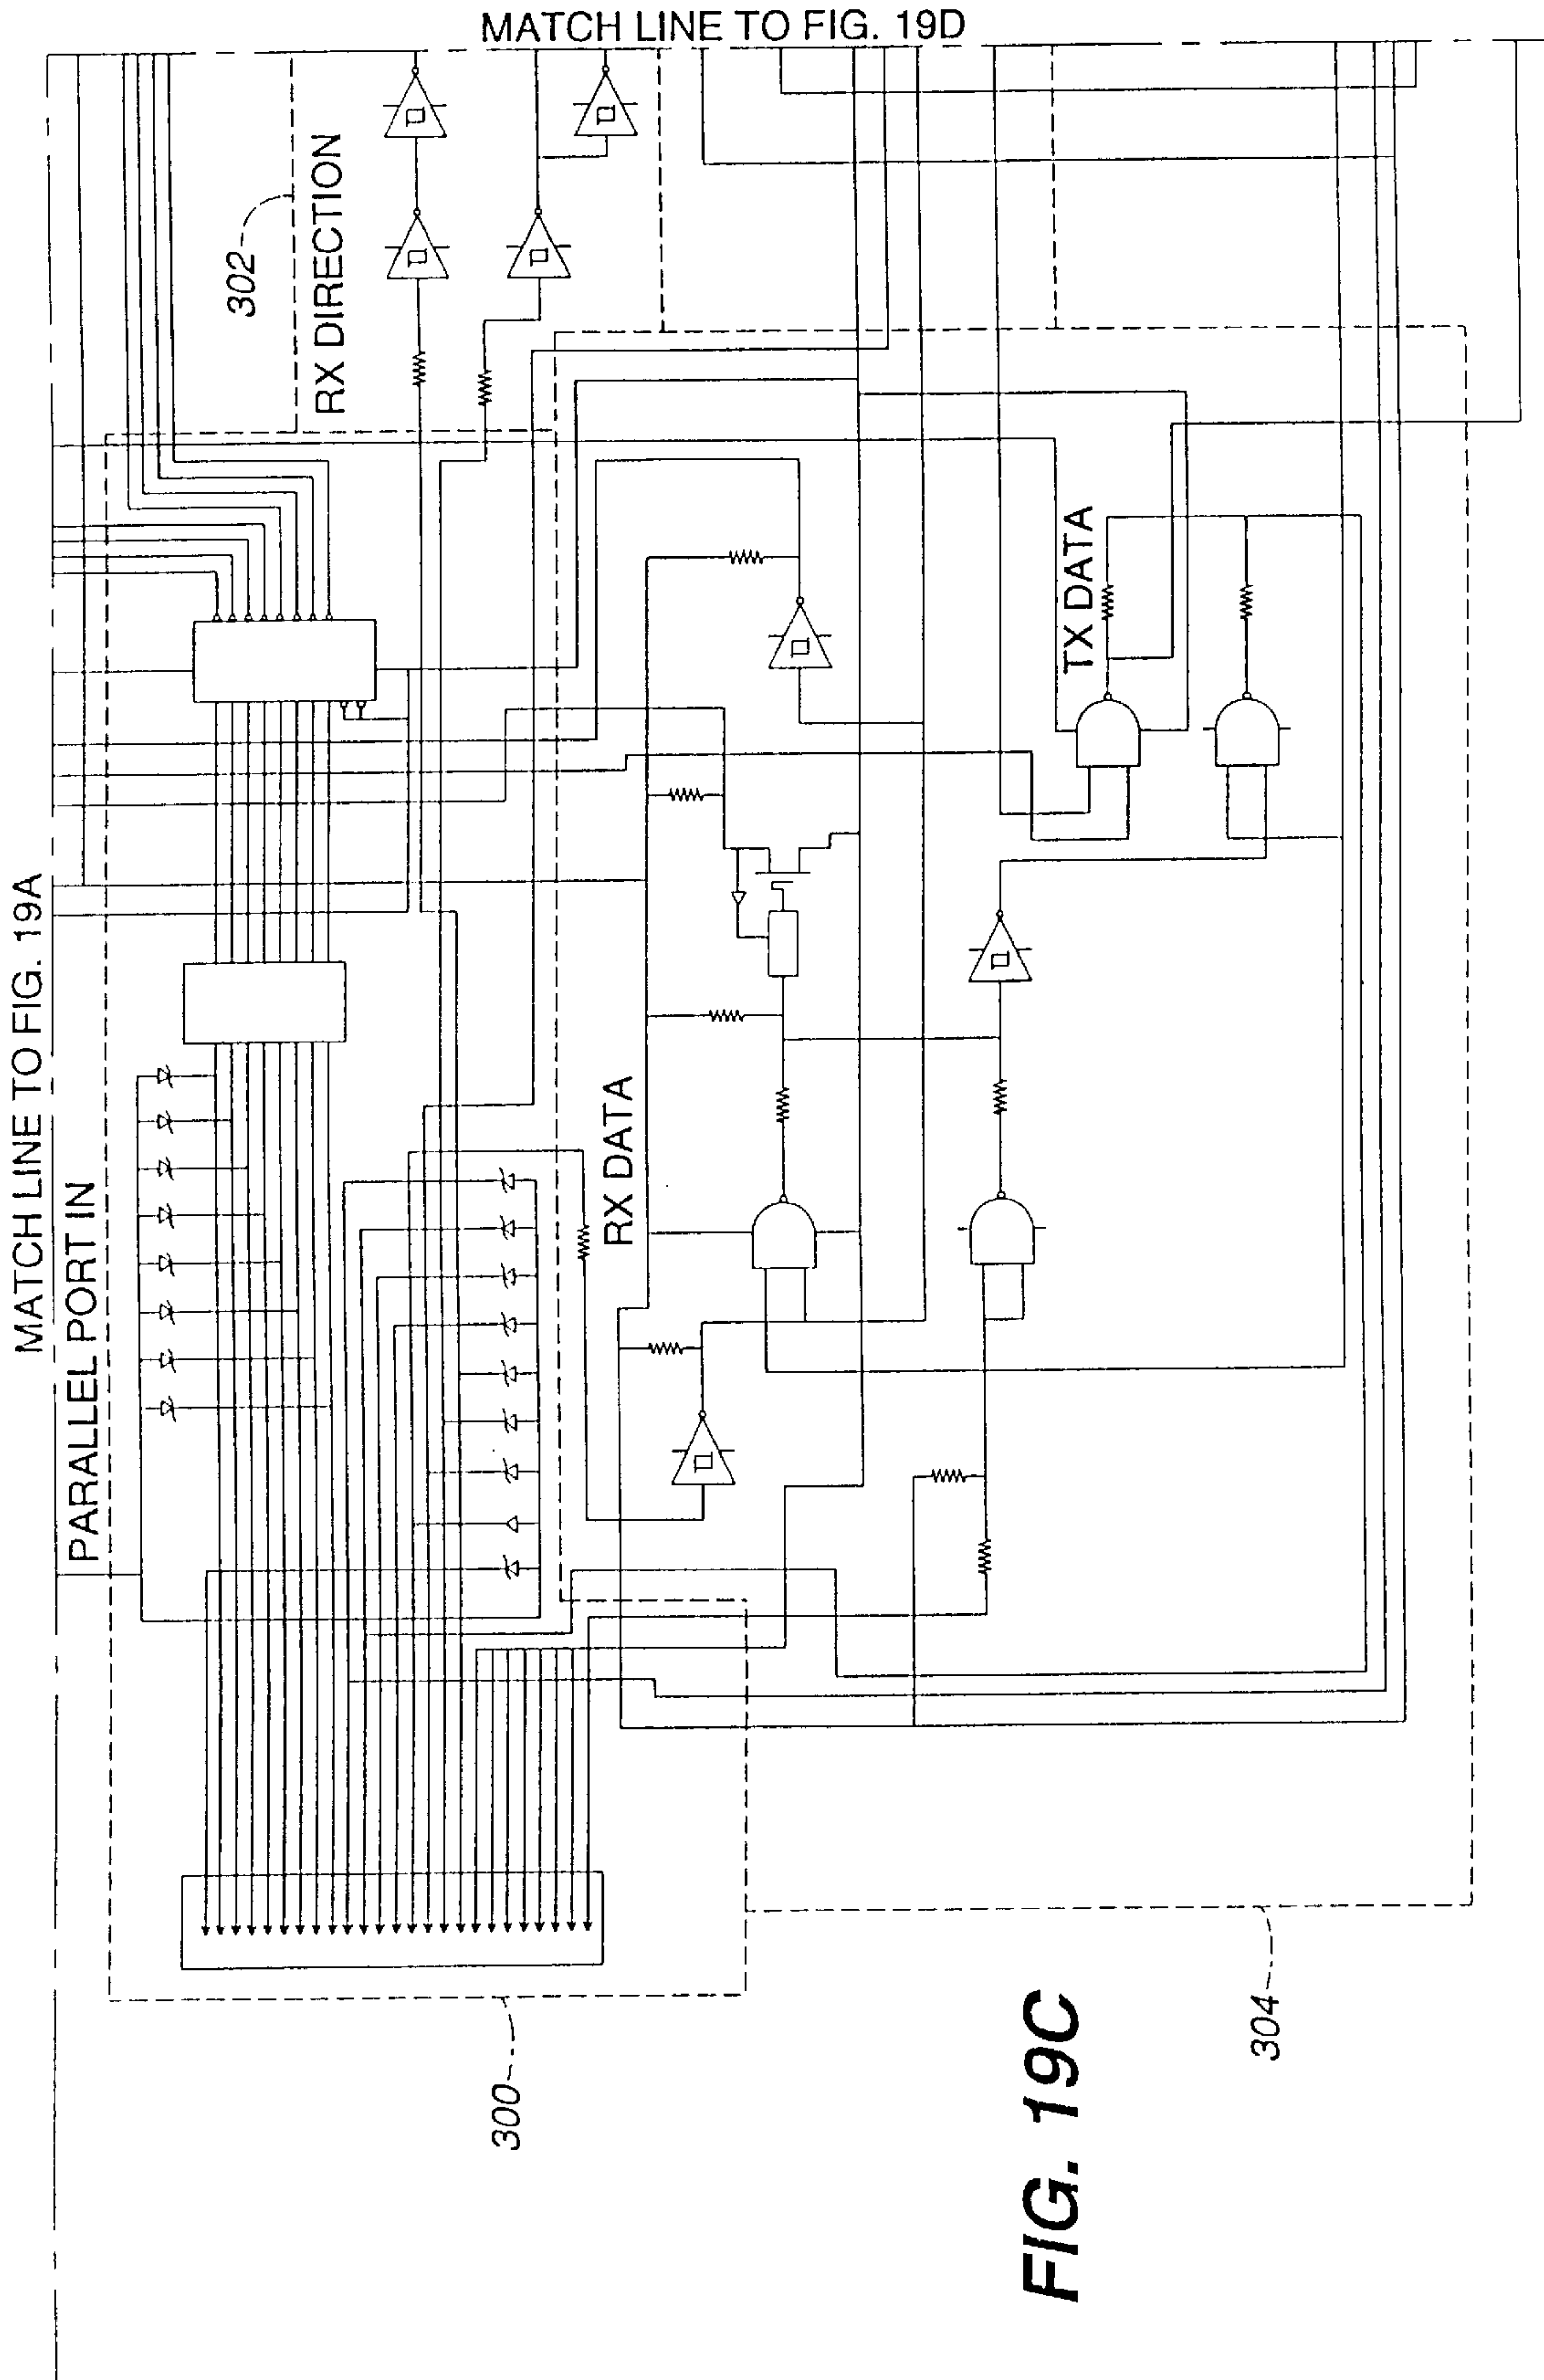 MATCH LINE TO FIG. 19D
MATCH LINE TO FIG. 19A
PARALLEL PORT IN
302
RX DIRECTION
RX DATA
TX DATA
300
304
FIG. 19C